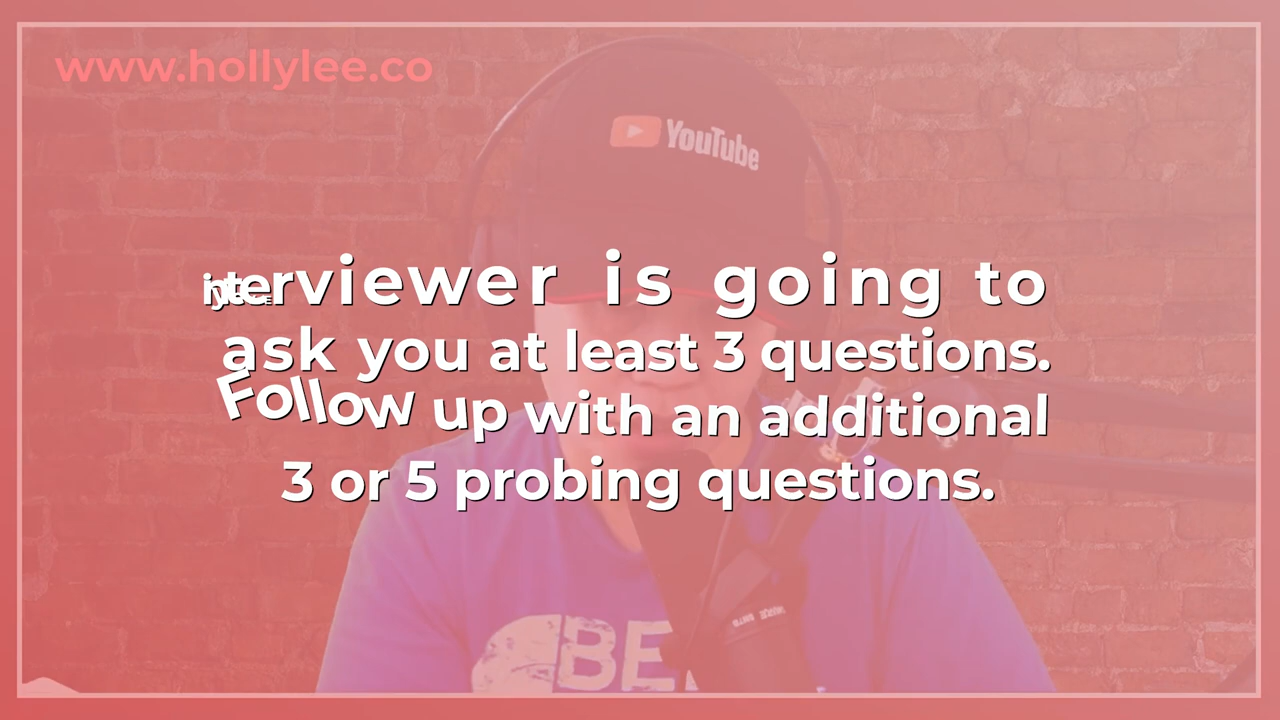 www.hollylee.co
YouTube
interviewer is going to
ask you at least 3 questions.
Follow up with an additional
3 or 5 probing questions.
BE